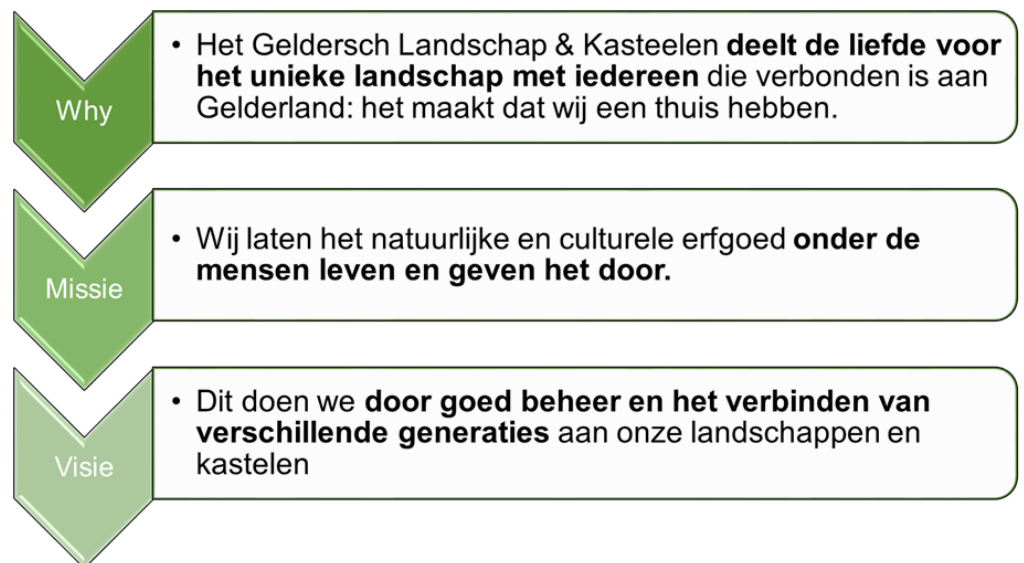 Why
• Het Geldersch Landschap & Kasteelen deelt de liefde voor
het unieke landschap met iedereen die verbonden is aan
Gelderland: het maakt dat wij een thuis hebben.
Missie
• Wij laten het natuurlijke en culturele erfgoed onder de
mensen leven en geven het door.
Visie
• Dit doen we door goed beheer en het verbinden van
verschillende generaties aan onze landschappen en
kastelen